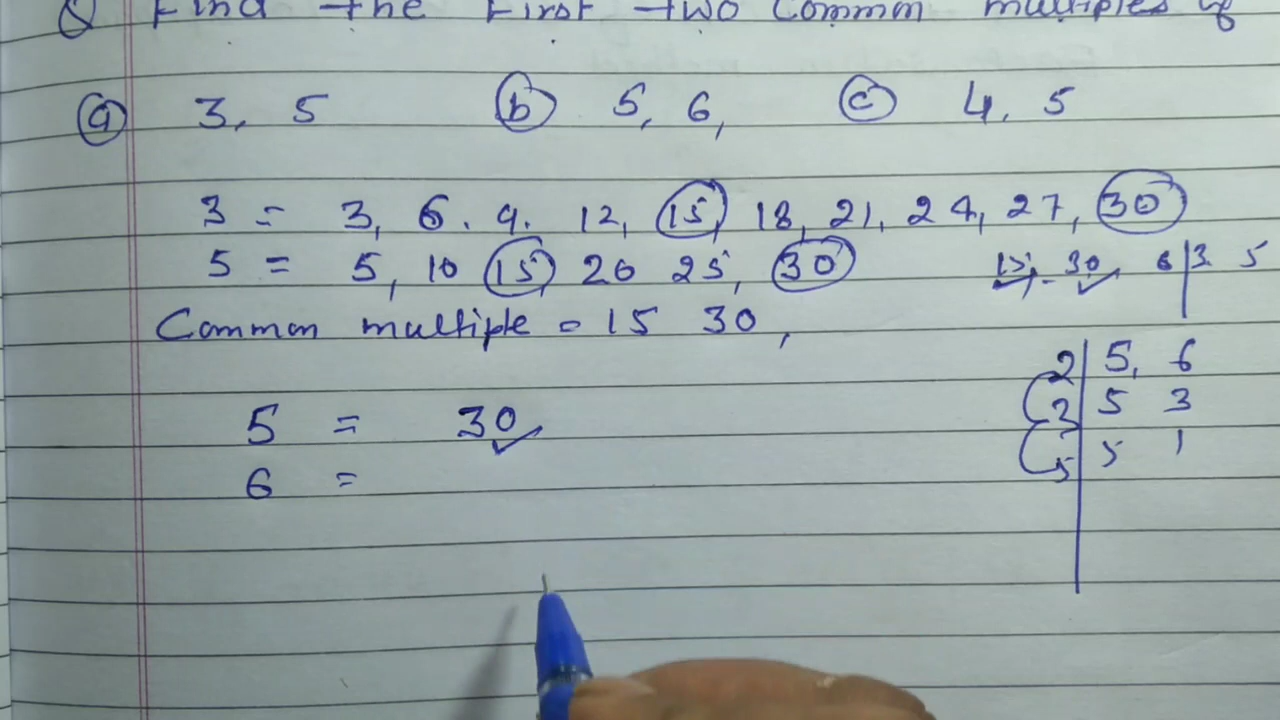 Q Find the First two Common multiples of
(a) 3, 5 (b) 5, 6, (c) 4, 5
3 = 3, 6. 9. 12, 15, 18, 21, 24, 27, 30
5 = 5, 10 15, 20 25, 30
15, 30, 6 3 5
Common multiple = 15 30,
2 5, 6
3 5 3
5 5 1
5 = 30
6 =